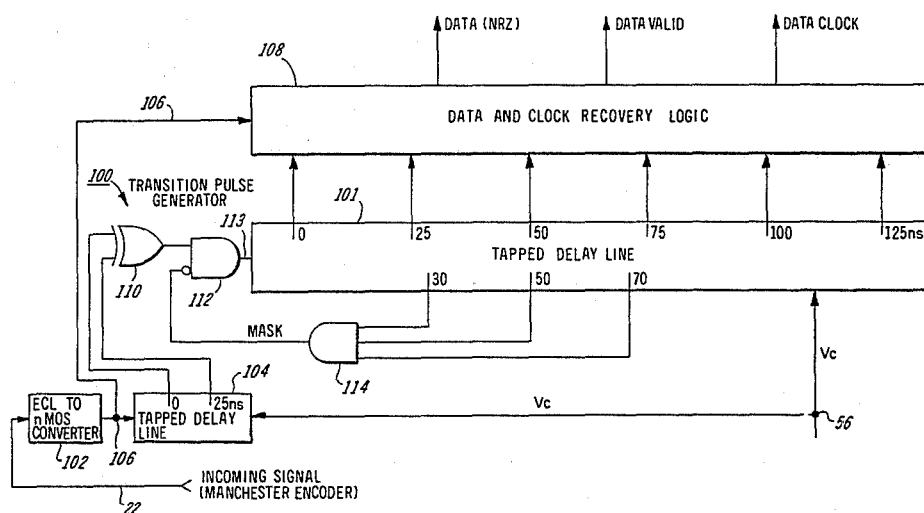 DATA (NRZ)
DATA VALID
DATA CLOCK
108
106
DATA AND CLOCK RECOVERY LOGIC
100
TRANSITION PULSE
GENERATOR
101
113
0
25
50
75
100
125ns
TAPPED DELAY LINE
110
112
30
50
70
MASK
114
Vc
104
0
25ns
ECL TO
nMOS
CONVERTER
TAPPED DELAY
LINE
Vc
56
102
106
INCOMING SIGNAL
(MANCHESTER ENCODER)
22